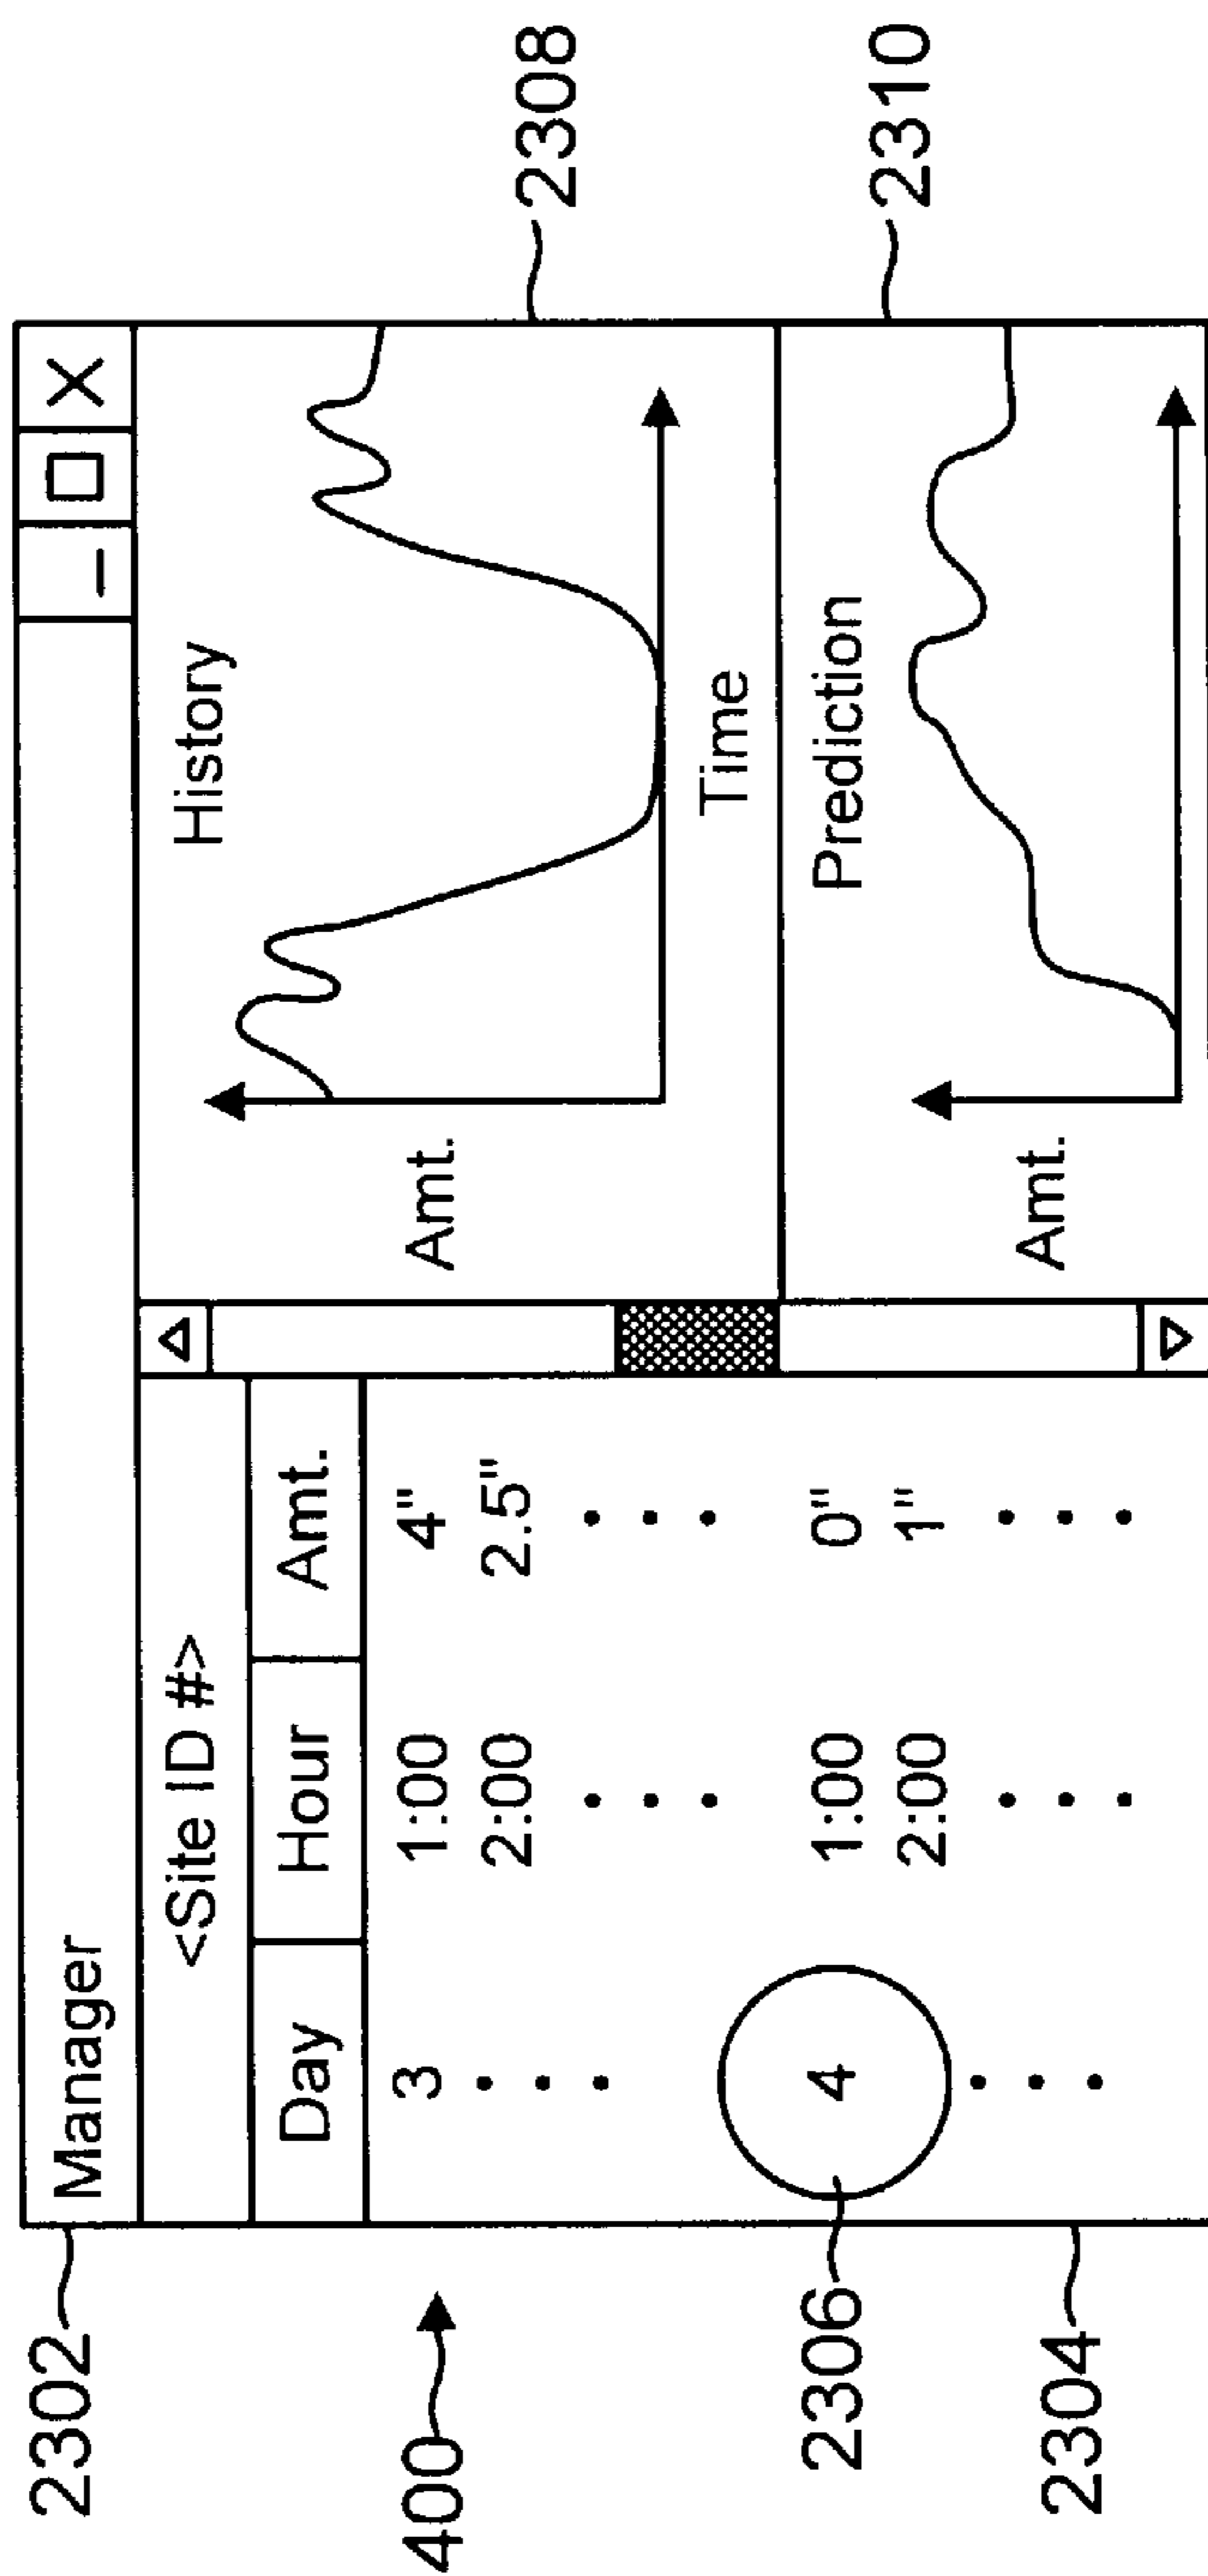 2302
Manager
– □ X
400
<Site ID #>
Day Hour Amt.
3 1:00 4"
2:00 2.5"
2306
4 1:00 0"
2:00 1"
2304
History
Amt.
Time
2308
Prediction
Amt.
2310